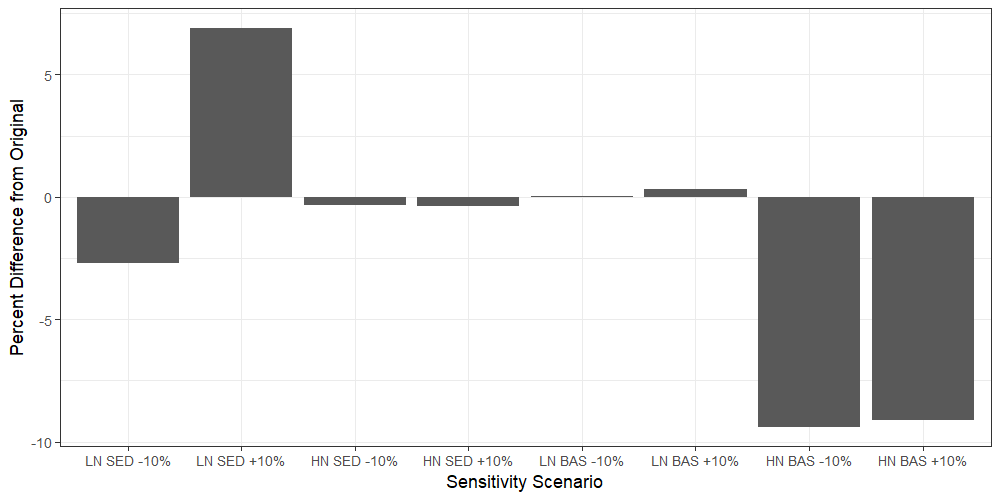 Percent Difference from Original
5
0
-5
-10
LN SED -10% LN SED +10% HN SED -10% HN SED +10% LN BAS -10% LN BAS +10% HN BAS -10% HN BAS +10%
Sensitivity Scenario